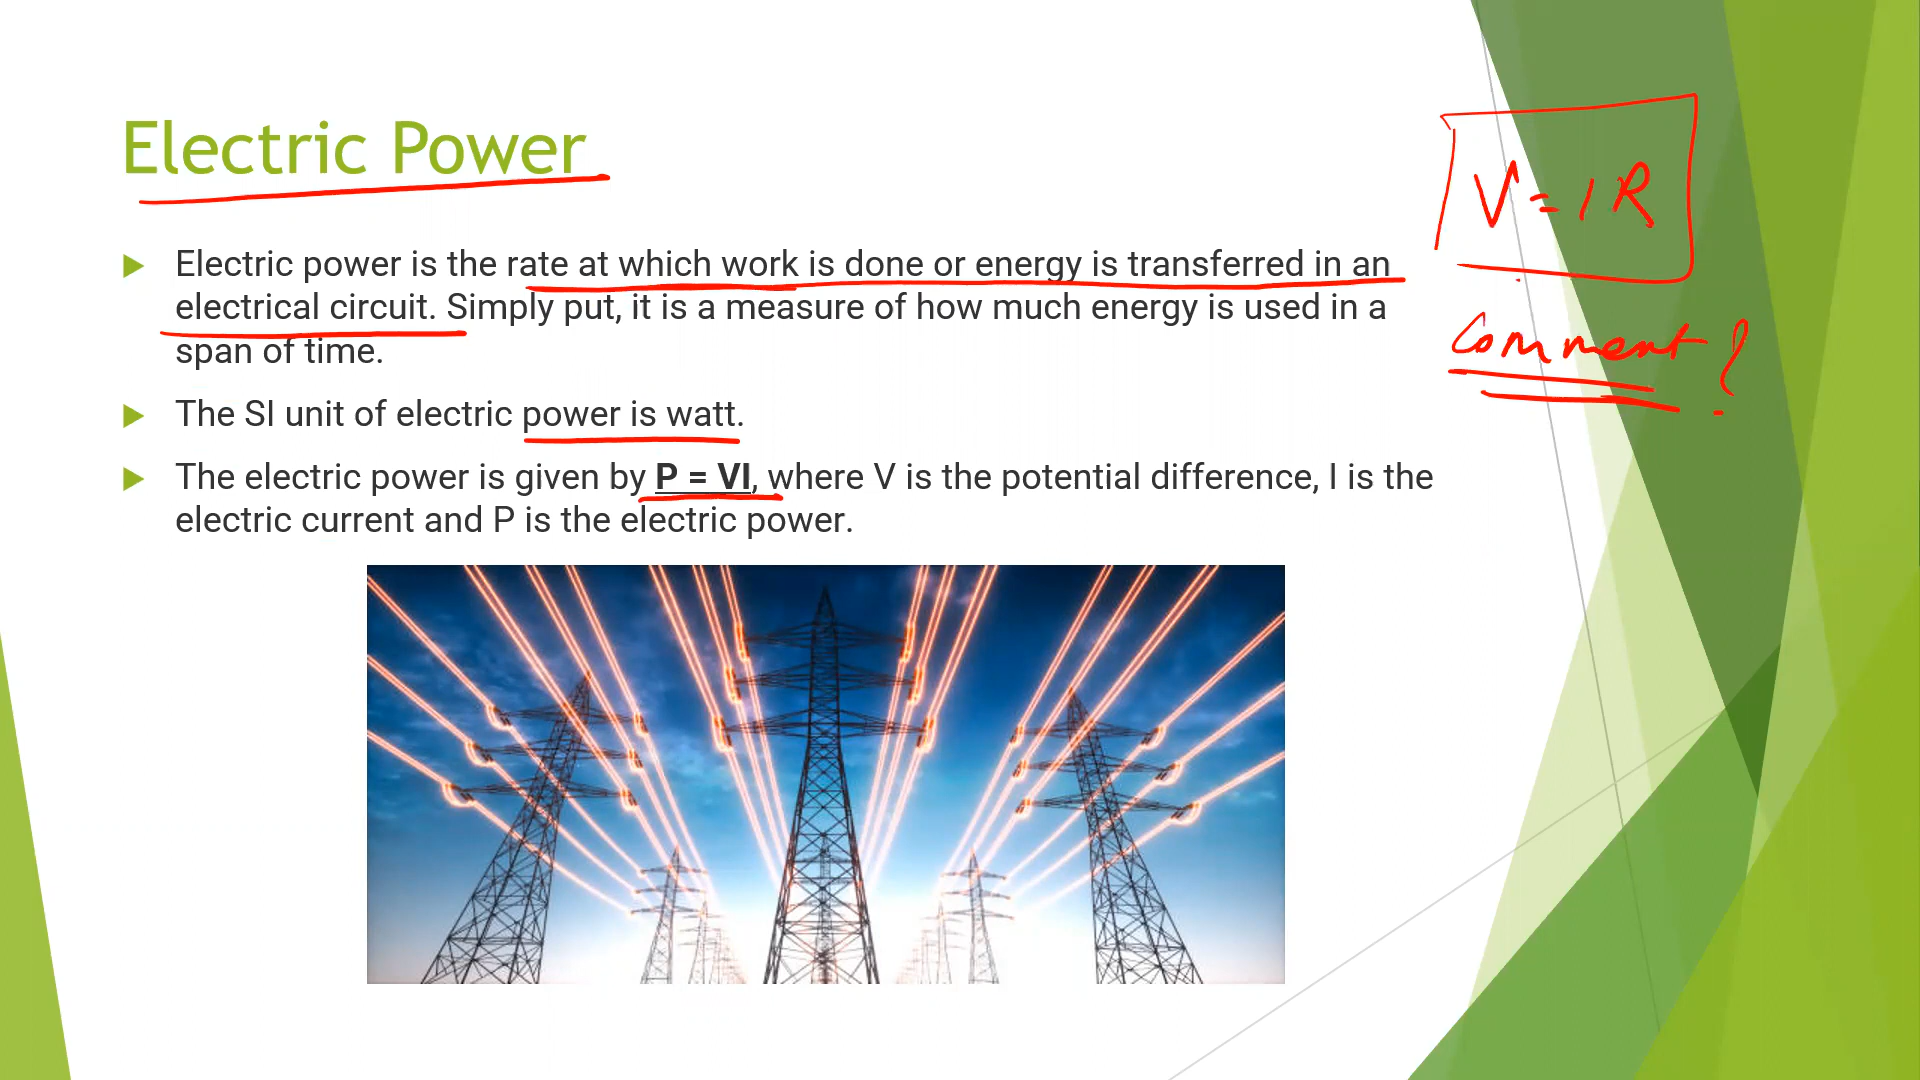 Electric Power
Electric power is the rate at which work is done or energy is transferred in an
electrical circuit. Simply put, it is a measure of how much energy is used in a
span of time.
The SI unit of electric power is watt.
The electric power is given by P = VI, where V is the potential difference, I is the
electric current and P is the electric power.
V = I R
Comment ?